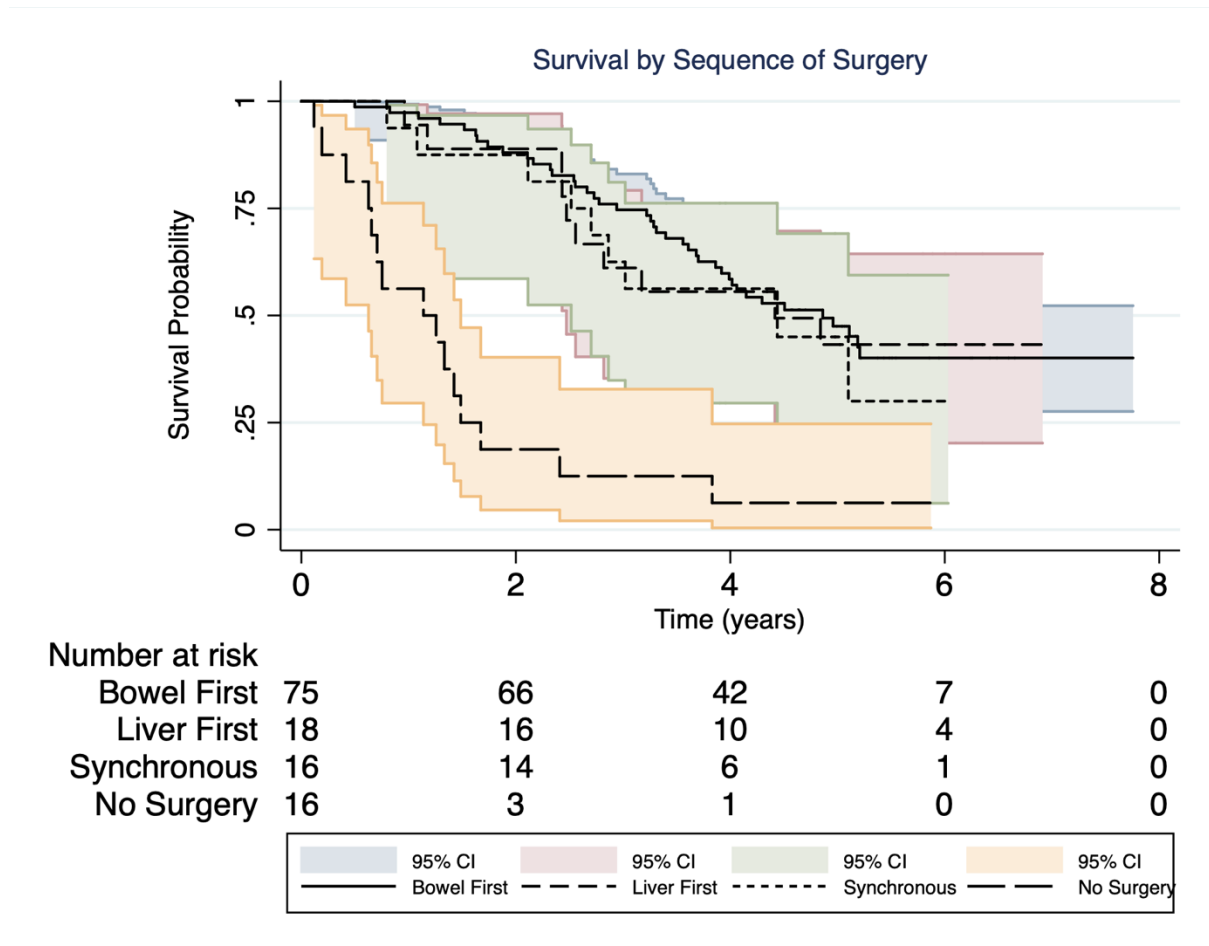 Survival by Sequence of Surgery
Survival Probability
1
.75
.5
.25
0
0 2 4 6 8
Time (years)
Number at risk
Bowel First 75 66 42 7 0
Liver First 18 16 10 4 0
Synchronous 16 14 6 1 0
No Surgery 16 3 1 0 0
95% CI 95% CI 95% CI 95% CI
Bowel First Liver First Synchronous No Surgery